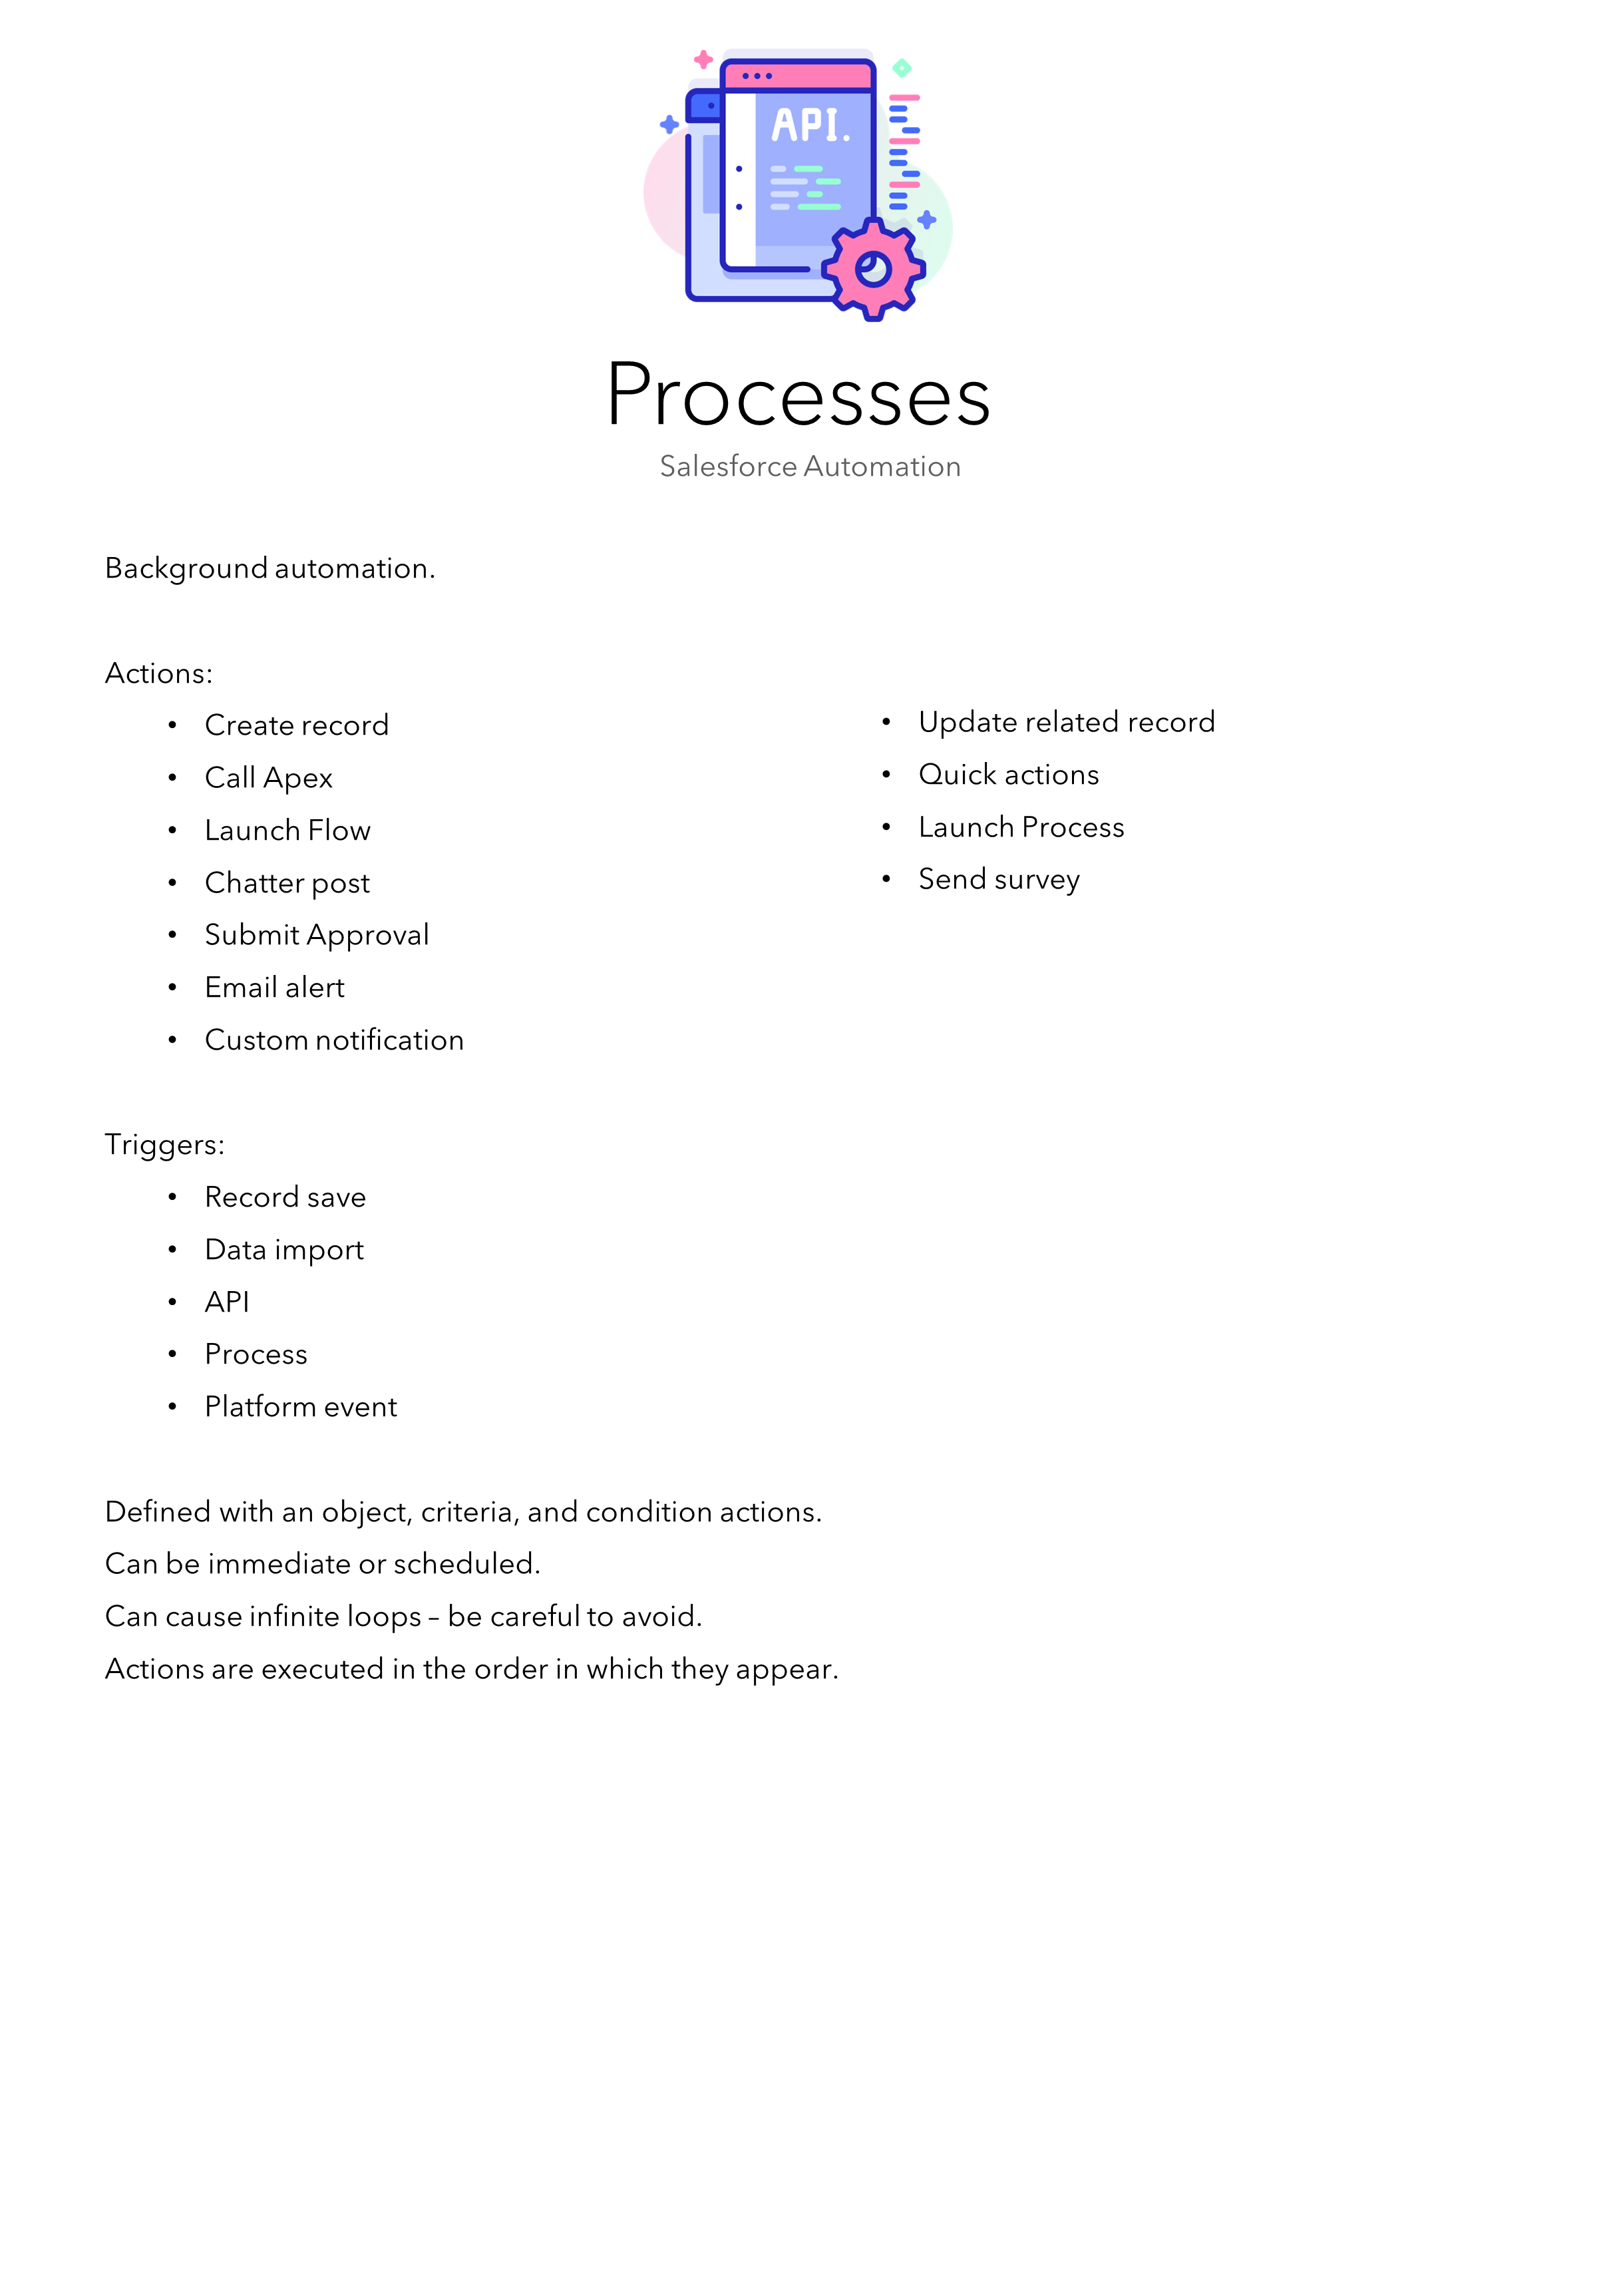 API.
Processes
Salesforce Automation
Background automation.
Actions:
• Create record
• Call Apex
• Launch Flow
• Chatter post
• Submit Approval
• Email alert
• Custom notification
• Update related record
• Quick actions
• Launch Process
• Send survey
Triggers:
• Record save
• Data import
• API
• Process
• Platform event
Defined with an object, criteria, and condition actions.
Can be immediate or scheduled.
Can cause infinite loops – be careful to avoid.
Actions are executed in the order in which they appear.